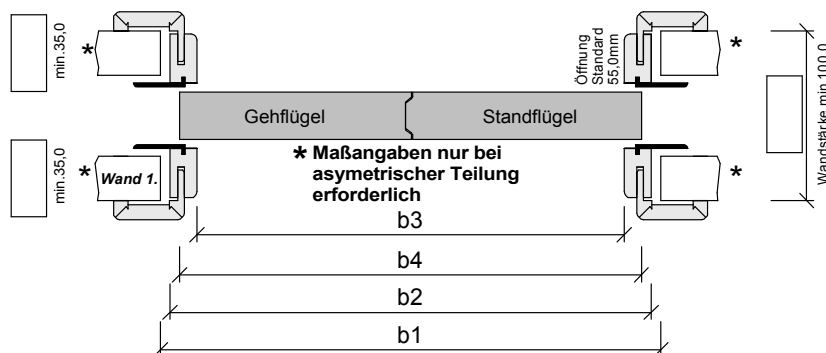 min.35,0
*
Öffnung
Standard
55,0mm
*
Wandstärke min.100,0
Gehflügel
Standflügel
min.35,0
*
Wand 1.
* Maßangaben nur bei
asymetrischer Teilung
erforderlich
*
b3
b4
b2
b1